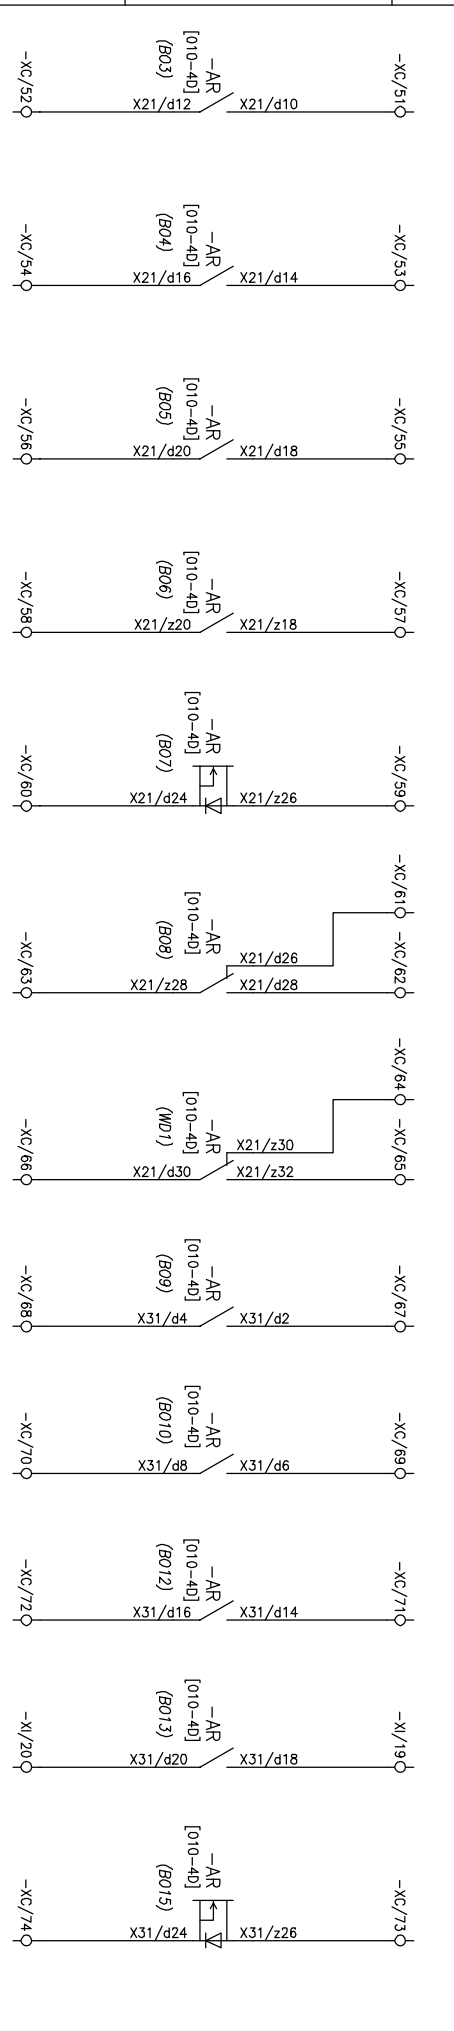 -XC/52
(BO3)
[010-4D]
-AR
-XC/51
X21/d12
X21/d10
-XC/54
(BO4)
[010-4D]
-AR
-XC/53
X21/d16
X21/d14
-XC/56
(BO5)
[010-4D]
-AR
-XC/55
X21/d20
X21/d18
-XC/58
(BO6)
[010-4D]
-AR
-XC/57
X21/z20
X21/z18
-XC/60
(BO7)
[010-4D]
-AR
-XC/59
X21/d24
X21/z26
-XC/61
-XC/63
(BO8)
[010-4D]
-AR
-XC/62
X21/d26
X21/z28
X21/d28
-XC/64
-XC/66
(WD1)
[010-4D]
-AR
-XC/65
X21/z30
X21/d30
X21/z32
-XC/68
(BO9)
[010-4D]
-AR
-XC/67
X31/d4
X31/d2
-XC/70
(BO10)
[010-4D]
-AR
-XC/69
X31/d8
X31/d6
-XC/72
(BO12)
[010-4D]
-AR
-XC/71
X31/d16
X31/d14
-XI/20
(BO13)
[010-4D]
-AR
-XI/19
X31/d20
X31/d18
-XC/74
(BO15)
[010-4D]
-AR
-XC/73
X31/d24
X31/z26